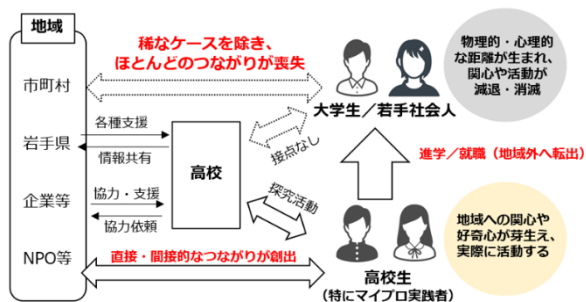 地域
市町村
岩手県
企業等
NPO等
稀なケースを除き、
ほとんどのつながりが喪失
各種支援
情報共有
協力・支援
協力依頼
高校
接点なし
探究活動
直接・間接的なつながりが創出
大学生／若手社会人
物理的・心理的
な距離が生まれ、
関心や活動が
減退・消滅
進学／就職（地域外へ転出）
高校生
（特にマイプロ実践者）
地域への関心や
好奇心が芽生え、
実際に活動する